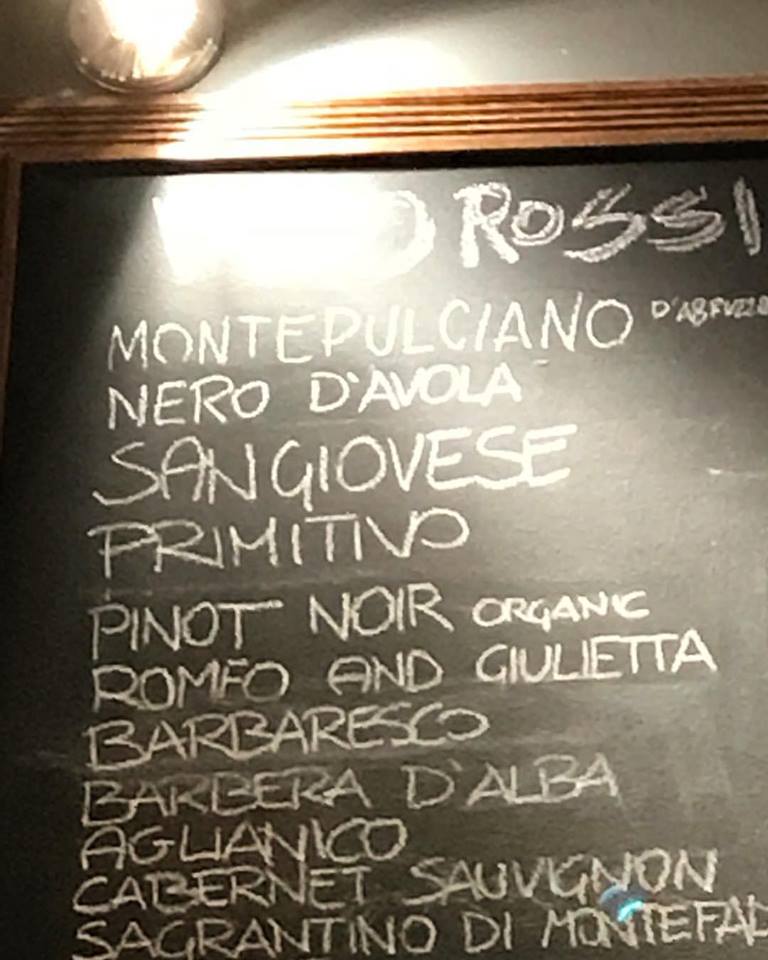 ROSSI
MONTEPULCIANO D'ABRUZZO
NERO D'AVOLA
SANGIOVESE
PRIMITIVO
PINOT NOIR ORGANIC
ROMEO AND GIULIETTA
BARBARESCO
BARBERA D'ALBA
AGLIANICO
CABERNET SAUVIGNON
SAGRANTINO DI